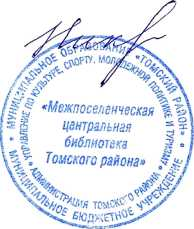 МУНИЦИПАЛЬНОЕ ОБРАЗОВАНИЕ «ТОМСКИЙ РАЙОН»
УПРАВЛЕНИЕ ПО КУЛЬТУРЕ, СПОРТУ, МОЛОДЕЖНОЙ ПОЛИТИКЕ И ТУРИЗМУ
АДМИНИСТРАЦИЯ ТОМСКОГО РАЙОНА
МУНИЦИПАЛЬНОЕ БЮДЖЕТНОЕ УЧРЕЖДЕНИЕ
«Межпоселенческая
центральная
библиотека
Томского района»